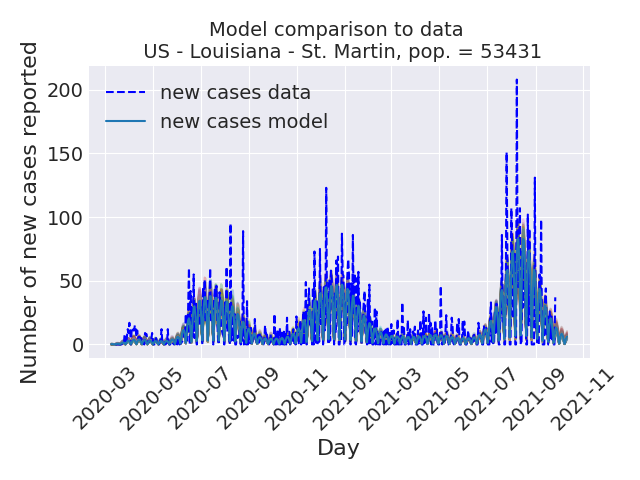 Model comparison to data
US - Louisiana - St. Martin, pop. = 53431
Number of new cases reported
200
150
100
50
0
new cases data
new cases model
2020-03
2020-05
2020-07
2020-09
2020-11
2021-01
2021-03
2021-05
2021-07
2021-09
2021-11
Day